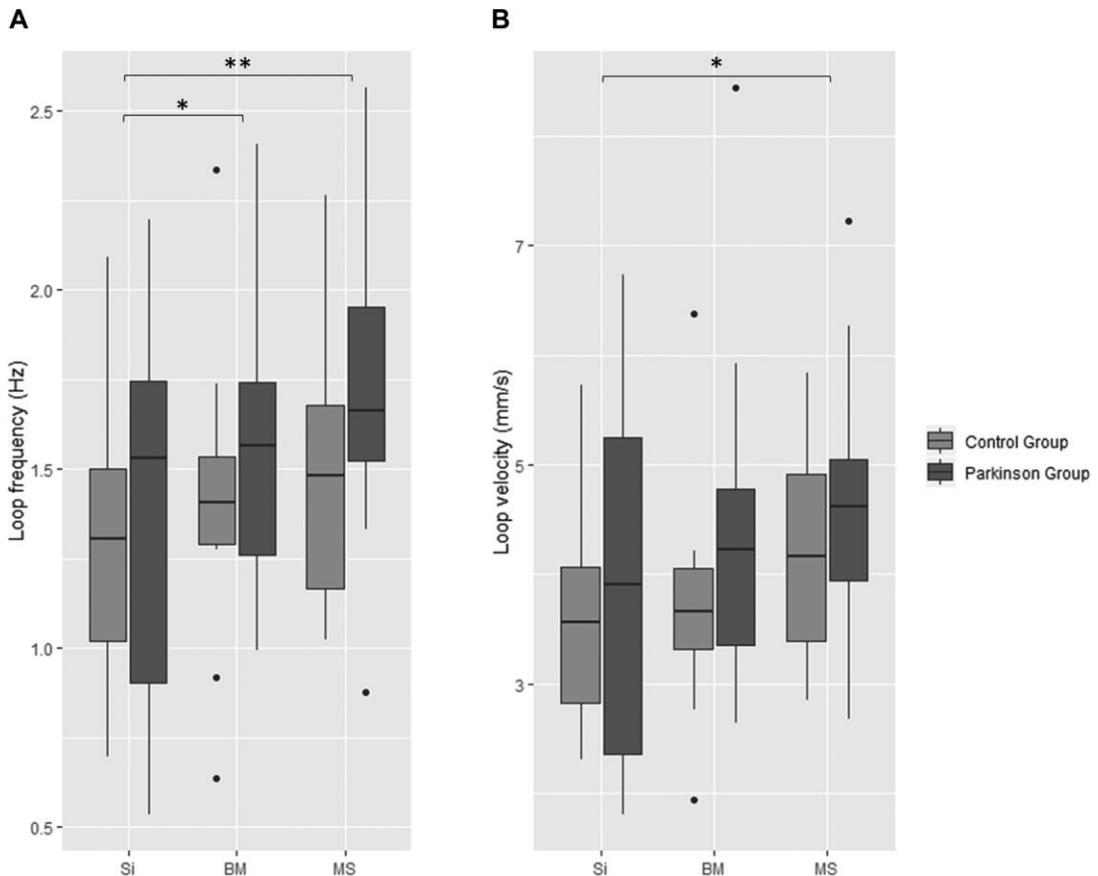 A
B
**
*
*
2.5
2.0
1.5
1.0
0.5
Loop frequency (Hz)
Si
BM
MS
7
5
3
Loop velocity (mm/s)
Si
BM
MS
Control Group
Parkinson Group